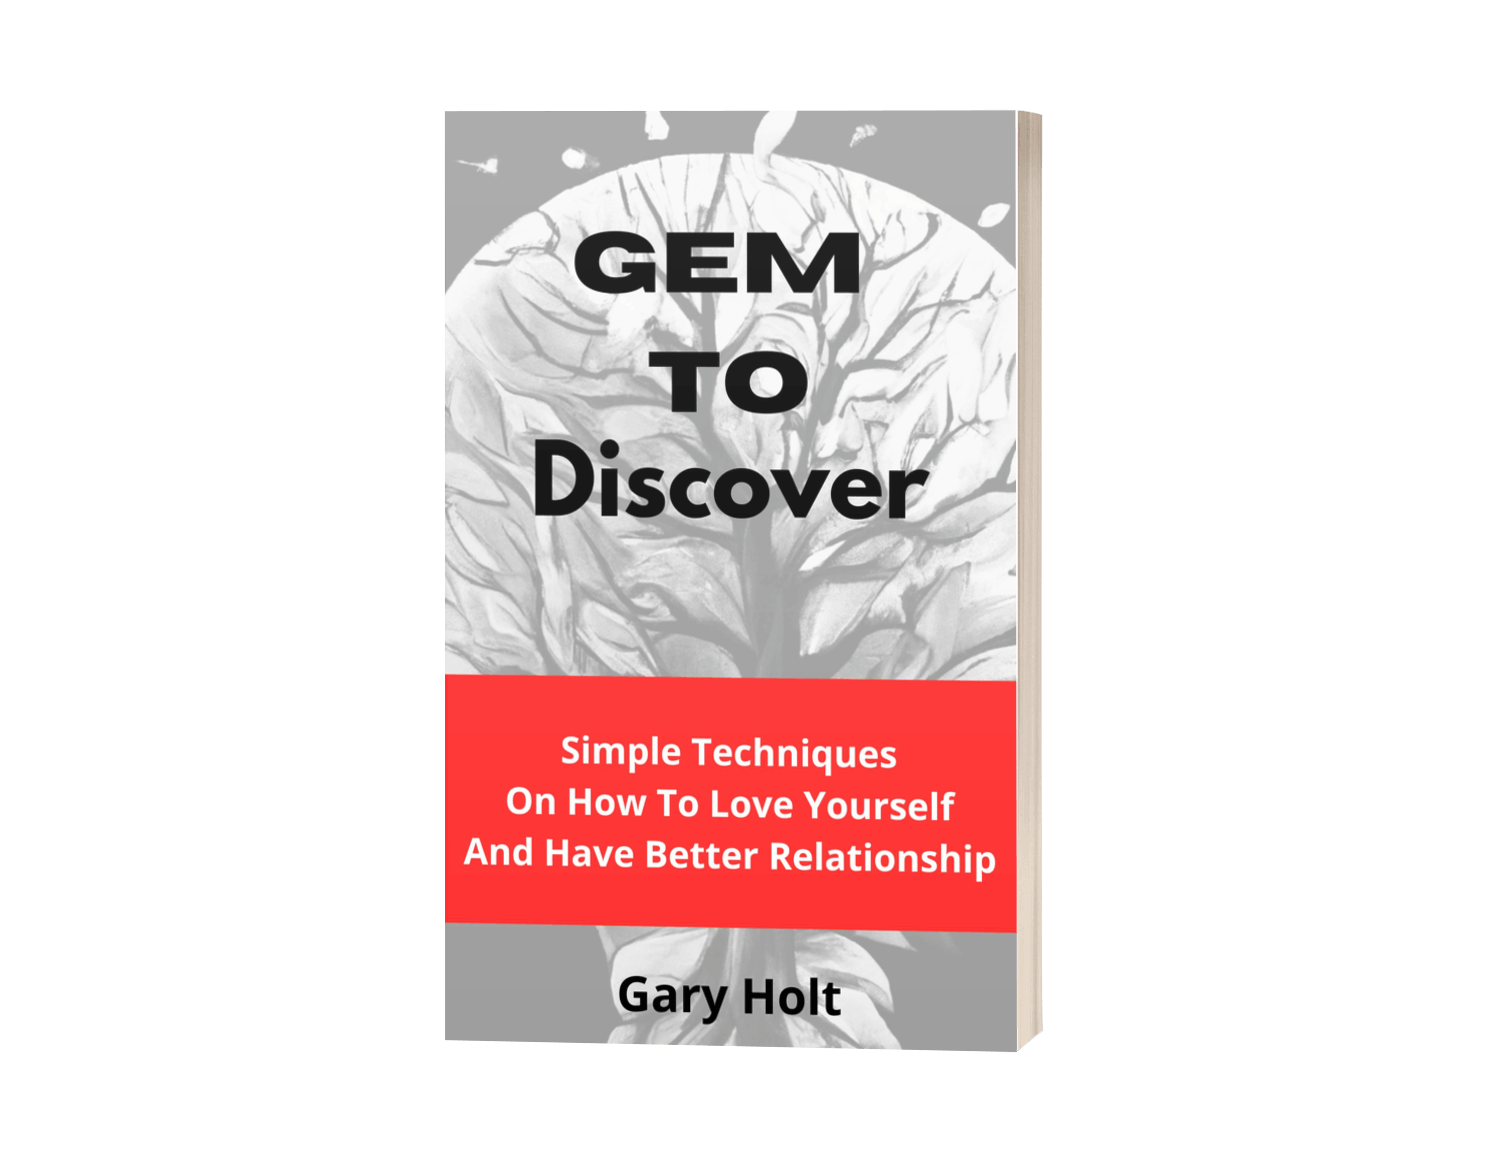 GEM
TO
Discover
Simple Techniques
On How To Love Yourself
And Have Better Relationship
Gary Holt